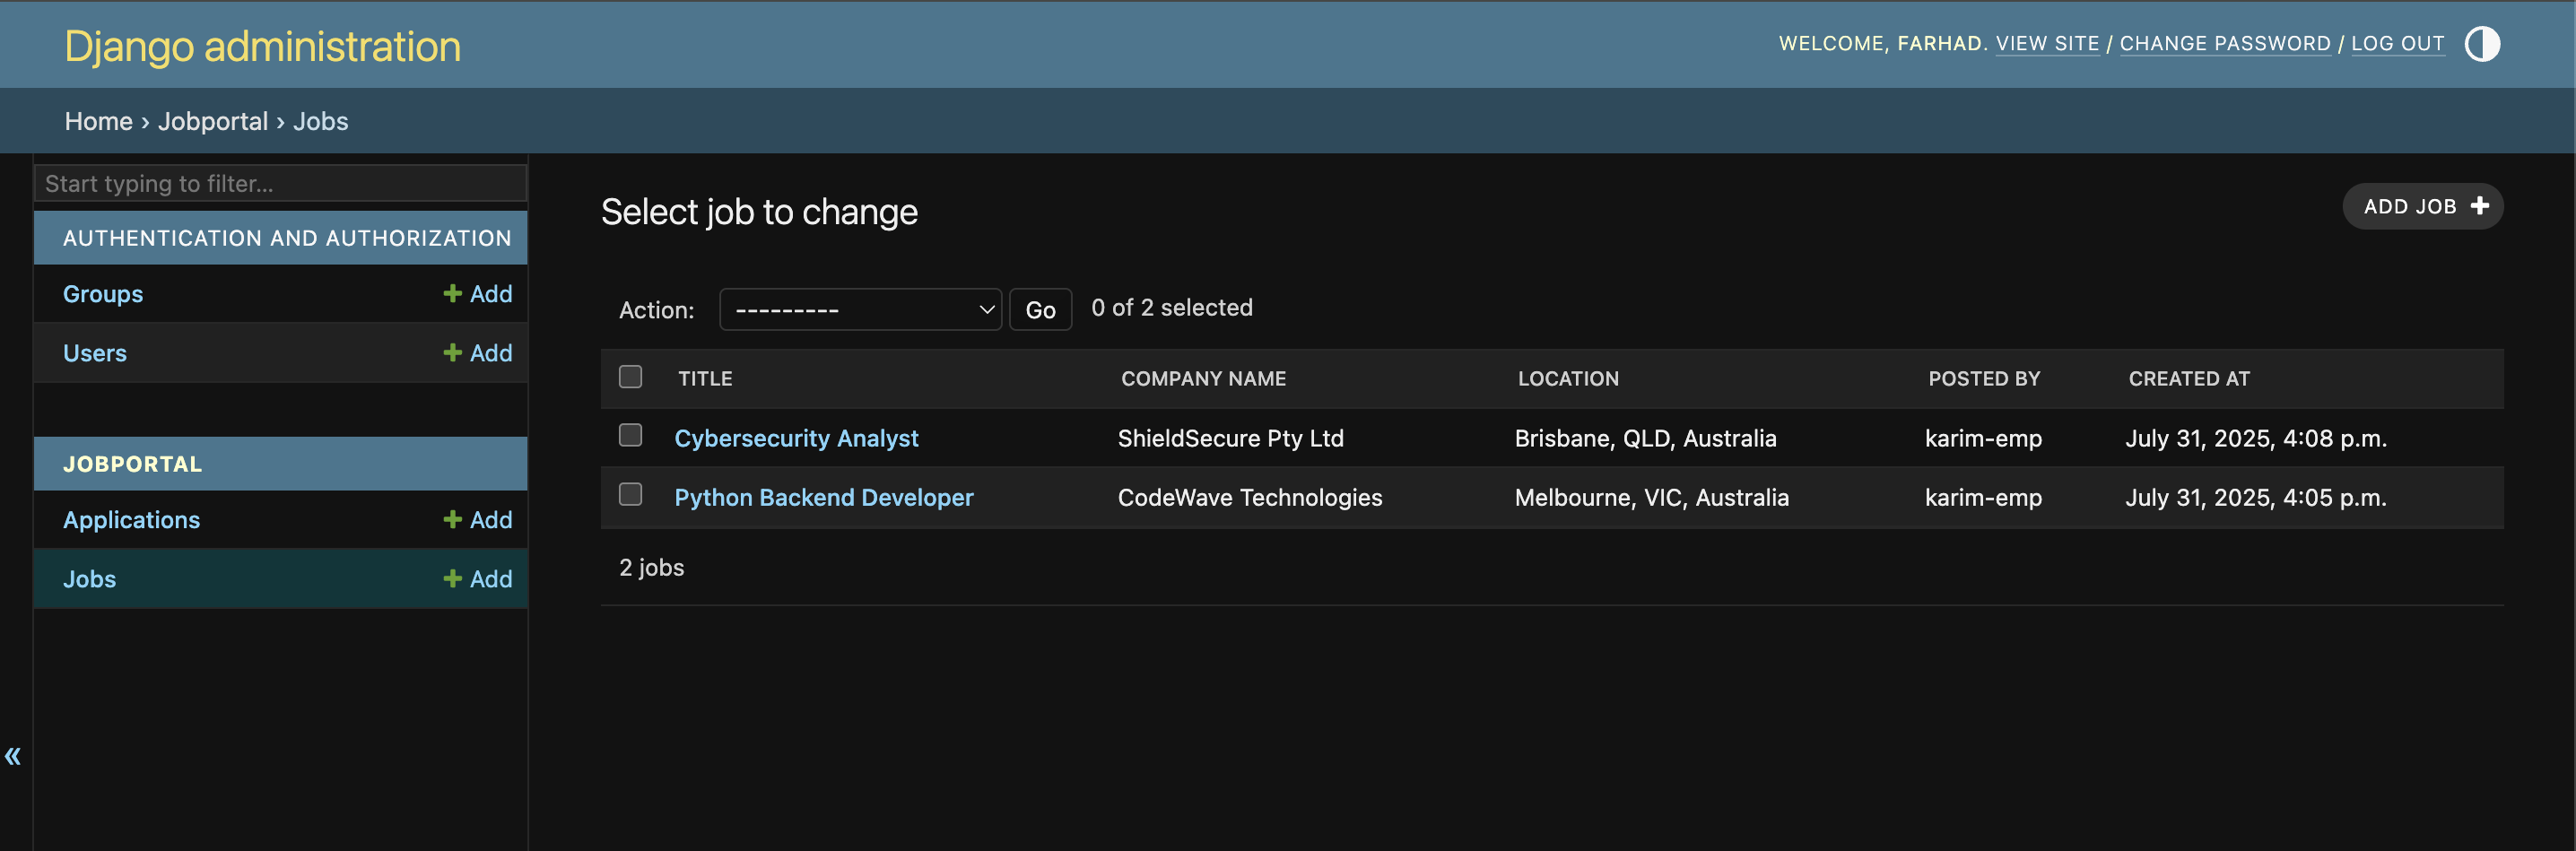 Django administration
WELCOME, FARHAD. VIEW SITE / CHANGE PASSWORD / LOG OUT
Home › Jobportal › Jobs
Start typing to filter...
AUTHENTICATION AND AUTHORIZATION
Groups + Add
Users + Add
JOBPORTAL
Applications + Add
Jobs + Add
«
Select job to change
ADD JOB +
Action: --------- Go 0 of 2 selected
TITLE COMPANY NAME LOCATION POSTED BY CREATED AT
Cybersecurity Analyst ShieldSecure Pty Ltd Brisbane, QLD, Australia karim-emp July 31, 2025, 4:08 p.m.
Python Backend Developer CodeWave Technologies Melbourne, VIC, Australia karim-emp July 31, 2025, 4:05 p.m.
2 jobs